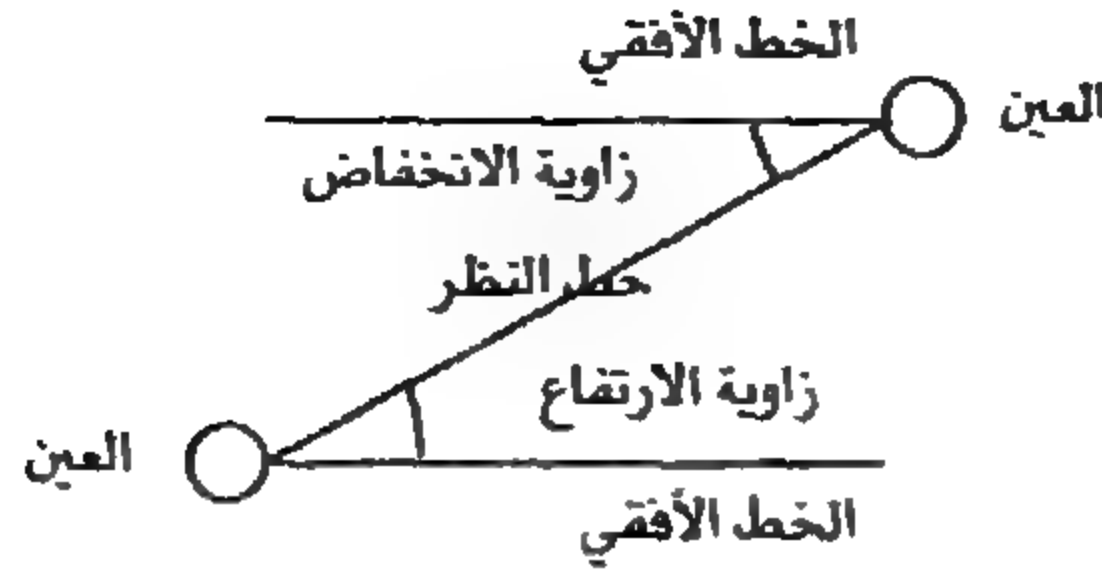 الخط الأفقي
العين
زاوية الانخفاض
خط النظر
زاوية الارتفاع
العين
الخط الأفقي